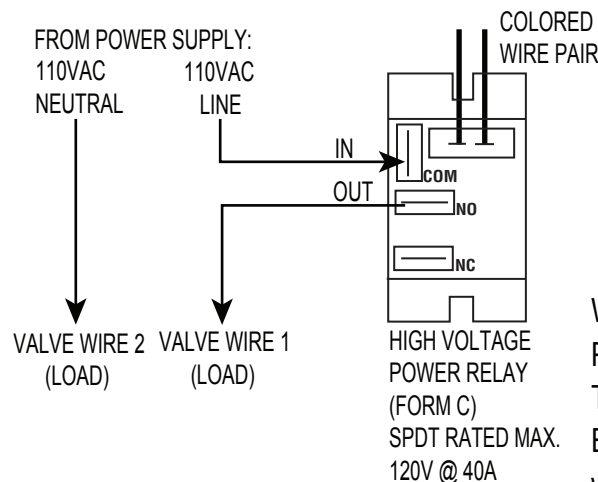 COLORED
WIRE PAIR
FROM POWER SUPPLY:
110VAC
NEUTRAL
110VAC
LINE
IN
COM
OUT
NO
NC
VALVE WIRE 2
(LOAD)
VALVE WIRE 1
(LOAD)
HIGH VOLTAGE
POWER RELAY
(FORM C)
SPDT RATED MAX.
120V @ 40A